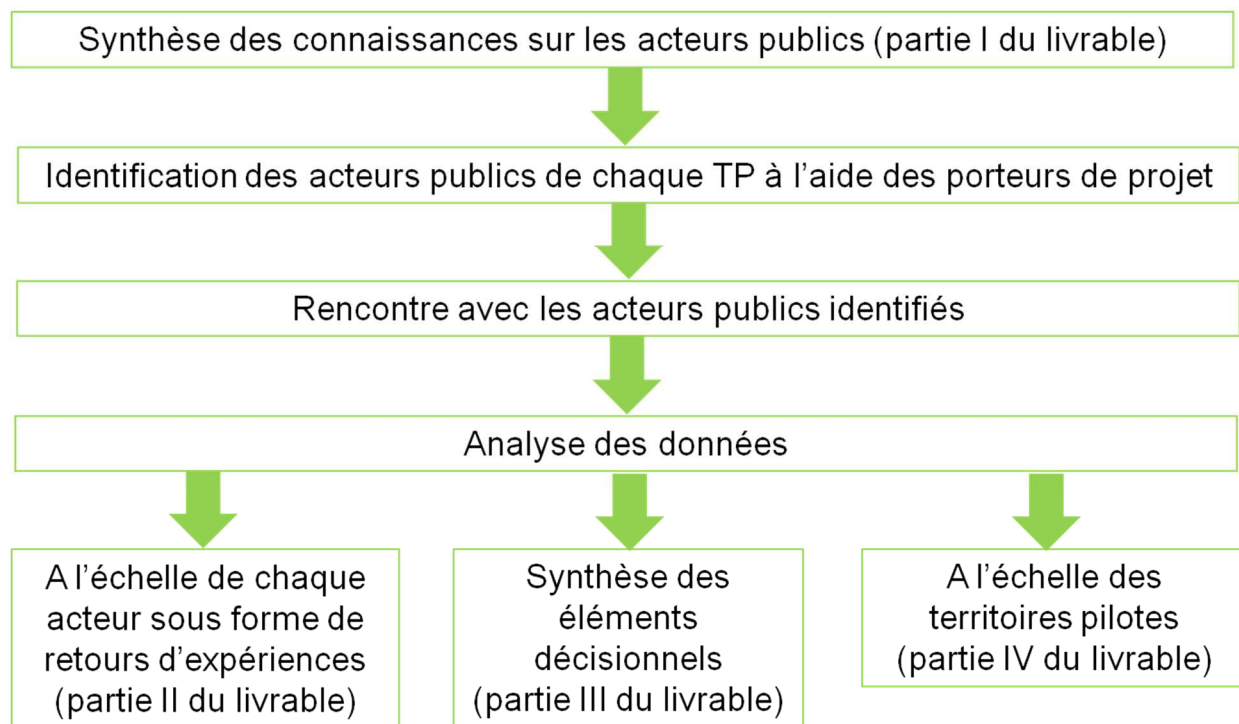 Synthèse des connaissances sur les acteurs publics (partie I du livrable)
Identification des acteurs publics de chaque TP à l'aide des porteurs de projet
Rencontre avec les acteurs publics identifiés
Analyse des données
A l'échelle de chaque
acteur sous forme de
retours d'expériences
(partie II du livrable)
Synthèse des
éléments
décisionnels
(partie III du livrable)
A l'échelle des
territoires pilotes
(partie IV du livrable)